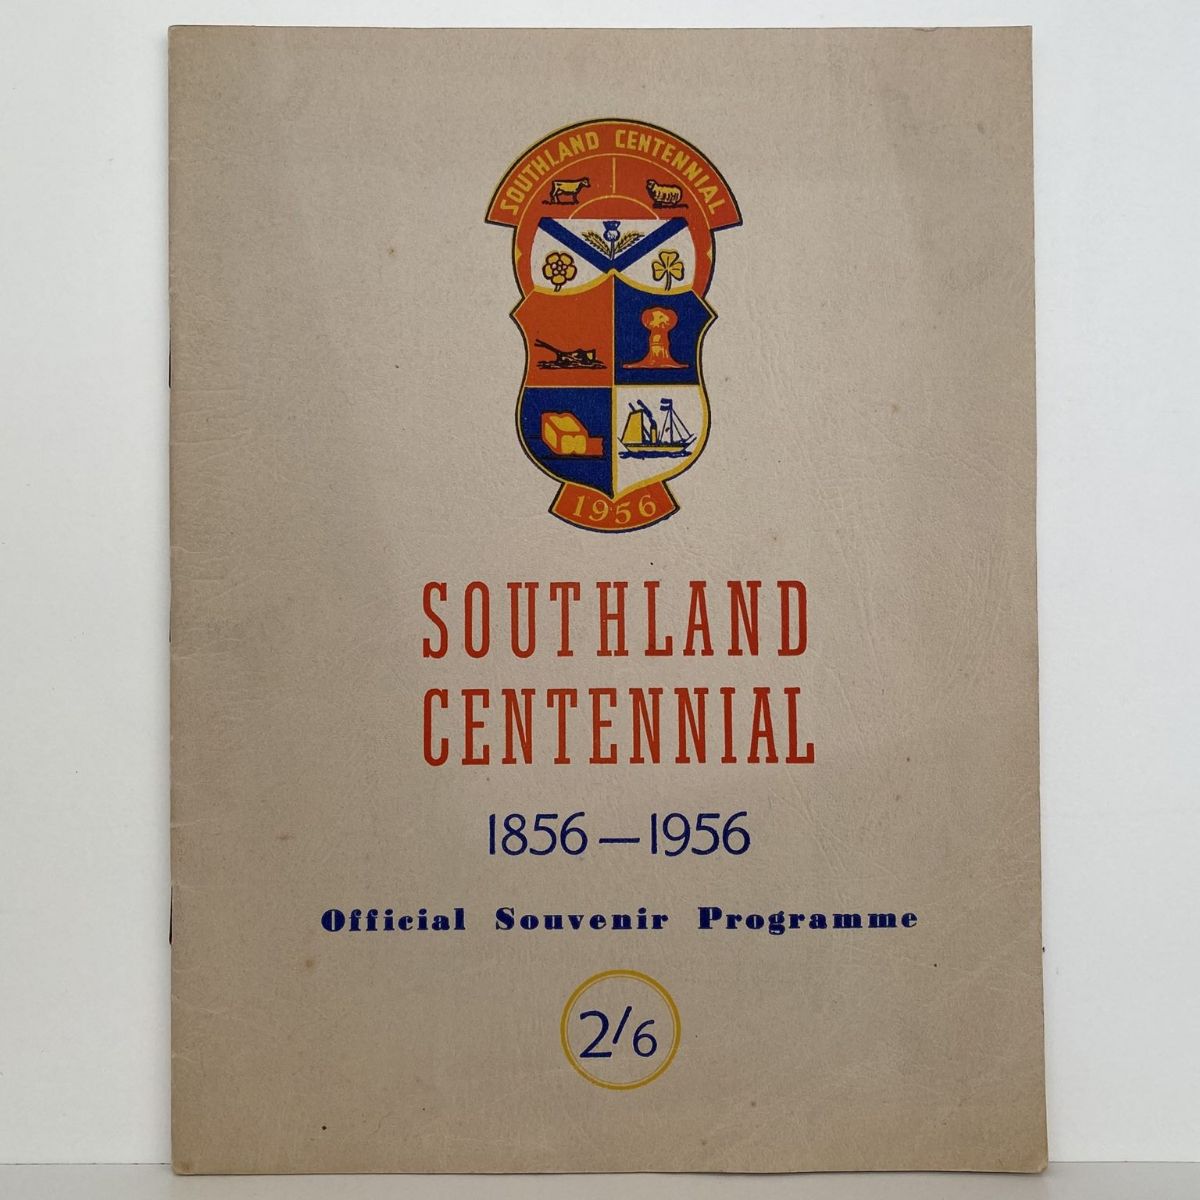 SOUTHLAND CENTENNIAL
1956
SOUTHLAND
CENTENNIAL
1856–1956
Official Souvenir Programme
2/6